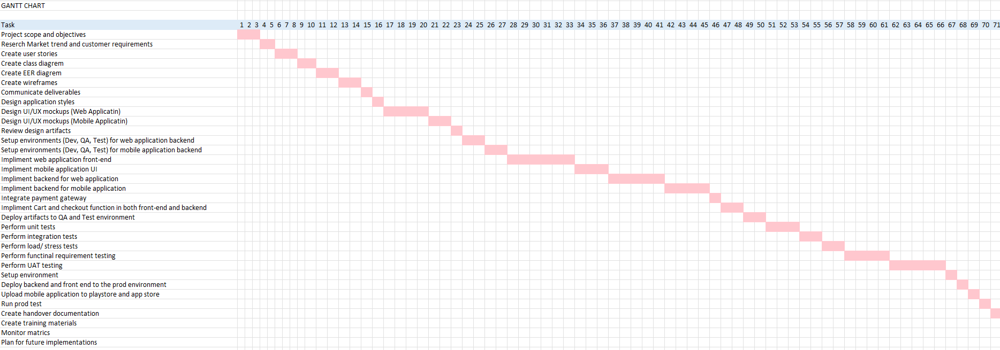 GANTT CHART
Task 1 2 3 4 5 6 7 8 9 10 11 12 13 14 15 16 17 18 19 20 21 22 23 24 25 26 27 28 29 30 31 32 33 34 35 36 37 38 39 40 41 42 43 44 45 46 47 48 49 50 51 52 53 54 55 56 57 58 59 60 61 62 63 64 65 66 67 68 69 70 71
Project scope and objectives
Reserch Market trend and customer requirements
Create user stories
Create class diagrem
Create EER diagrem
Create wireframes
Communicate deliverables
Design application styles
Design UI/UX mockups (Web Applicatin)
Design UI/UX mockups (Mobile Applicatin)
Review design artifacts
Setup environments (Dev, QA, Test) for web application backend
Setup environments (Dev, QA, Test) for mobile application backend
Impliment web application front-end
Impliment mobile application UI
Impliment backend for web application
Impliment backend for mobile application
Integrate payment gateway
Impliment Cart and checkout function in both front-end and backend
Deploy artifacts to QA and Test environment
Perform unit tests
Perform integration tests
Perform load/ stress tests
Perform functinal requirement testing
Perform UAT testing
Setup environment
Deploy backend and front end to the prod environment
Upload mobile application to playstore and app store
Run prod test
Create handover documentation
Create training materials
Monitor matrics
Plan for future implementations